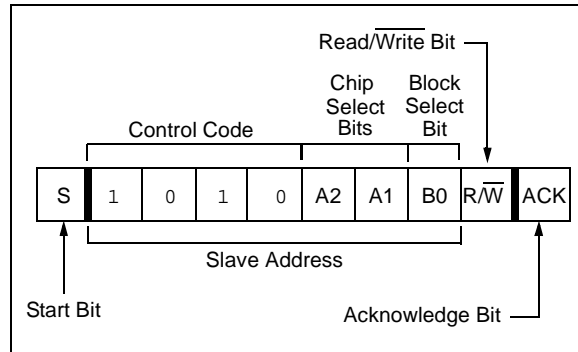 Read/Write Bit
Chip Select Bits
Block Select Bit
Control Code
S 1 0 1 0 A2 A1 B0 R/W ACK
Slave Address
Start Bit
Acknowledge Bit